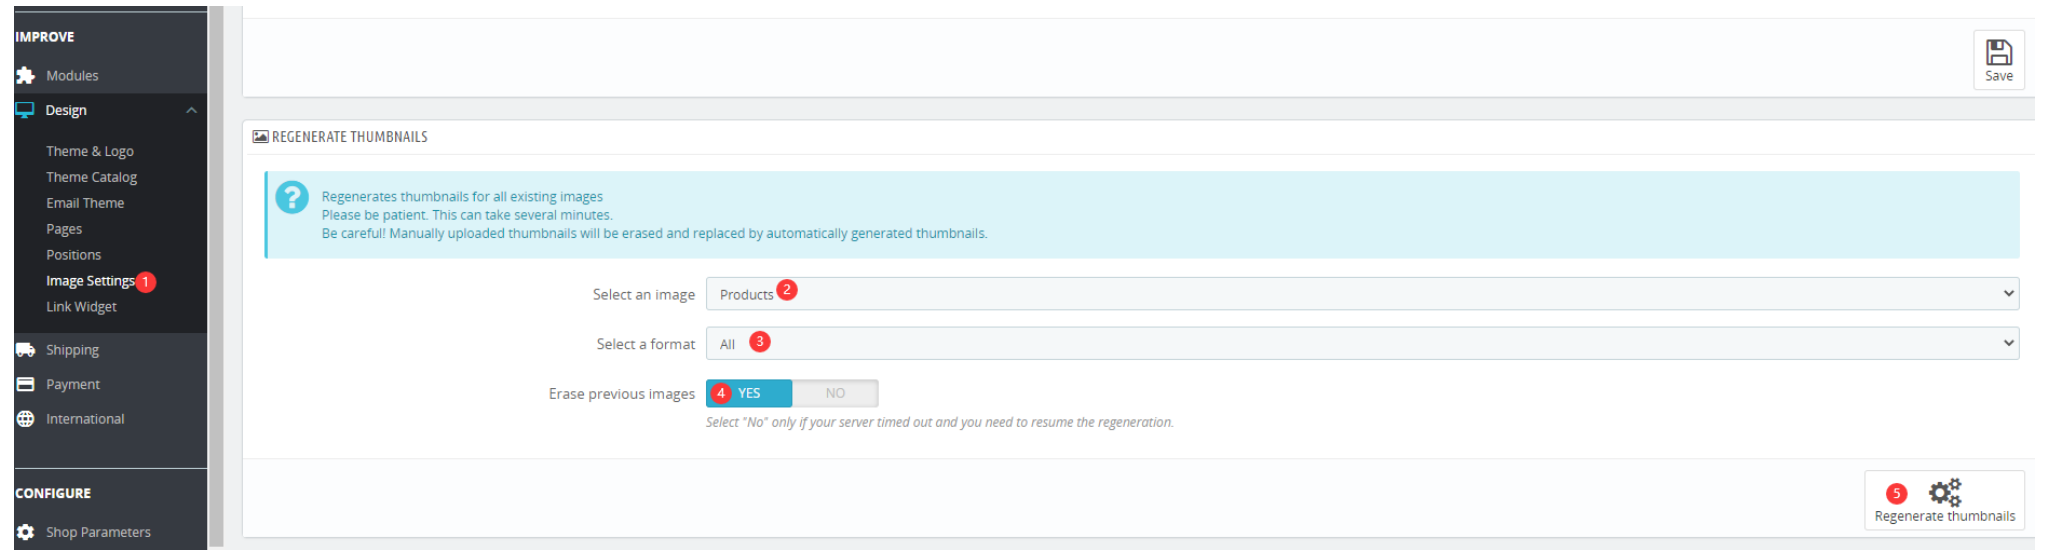 IMPROVE
Modules
Design
Theme & Logo
Theme Catalog
Email Theme
Pages
Positions
Image Settings 1
Link Widget
Shipping
Payment
International
CONFIGURE
Shop Parameters
Save
REGENERATE THUMBNAILS
Regenerates thumbnails for all existing images
Please be patient. This can take several minutes.
Be careful! Manually uploaded thumbnails will be erased and replaced by automatically generated thumbnails.
Select an image Products 2
Select a format All 3
Erase previous images 4 YES NO
Select "No" only if your server timed out and you need to resume the regeneration.
5
Regenerate thumbnails